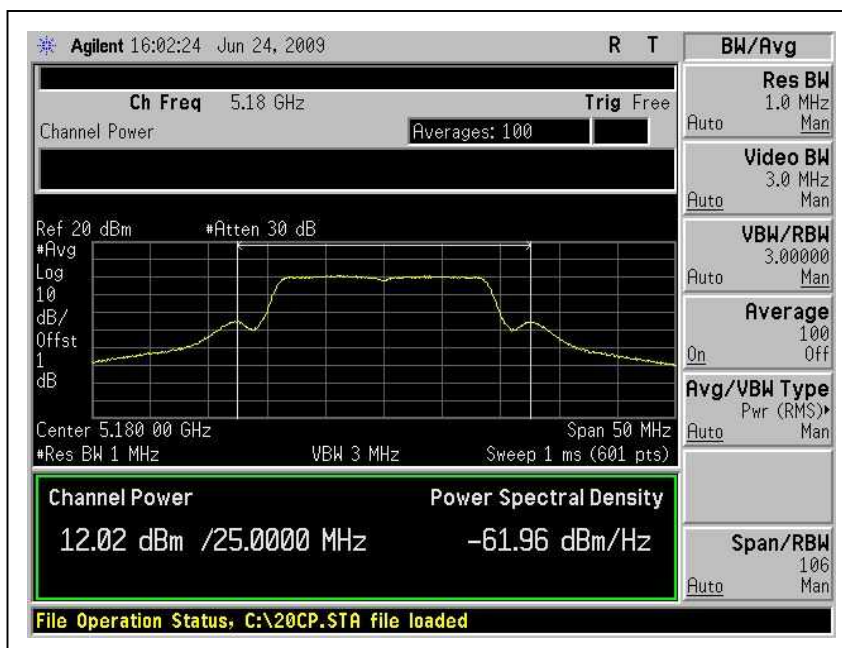 Agilent 16:02:24 Jun 24, 2009 R T
Ch Freq 5.18 GHz Trig Free
Channel Power Averages: 100
Ref 20 dBm #Atten 30 dB
#Avg
Log
10
dB/
Offst
1
dB
Center 5.180 00 GHz Span 50 MHz
#Res BW 1 MHz VBW 3 MHz Sweep 1 ms (601 pts)
Channel Power Power Spectral Density
12.02 dBm /25.0000 MHz -61.96 dBm/Hz
File Operation Status, C:\20CP.STA file loaded
BW/Avg
Res BW
1.0 MHz
Auto Man
Video BW
3.0 MHz
Auto Man
VBW/RBW
3.00000
Auto Man
Average
100
On Off
Avg/VBW Type
Pwr (RMS)▸
Auto Man
Span/RBW
106
Auto Man